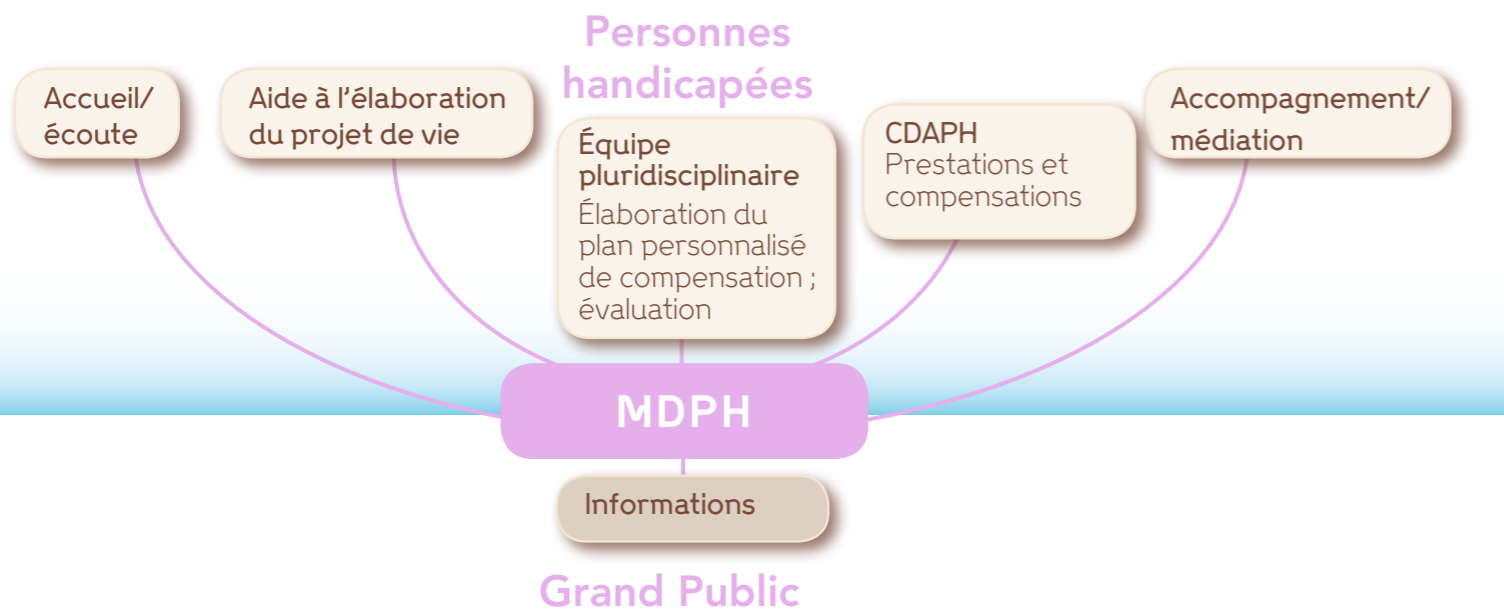 Personnes
handicapées
Accueil/
écoute
Aide à l'élaboration
du projet de vie
Équipe
pluridisciplinaire
Élaboration du
plan personnalisé
de compensation ;
évaluation
CDAPH
Prestations et
compensations
Accompagnement/
médiation
MDPH
Informations
Grand Public